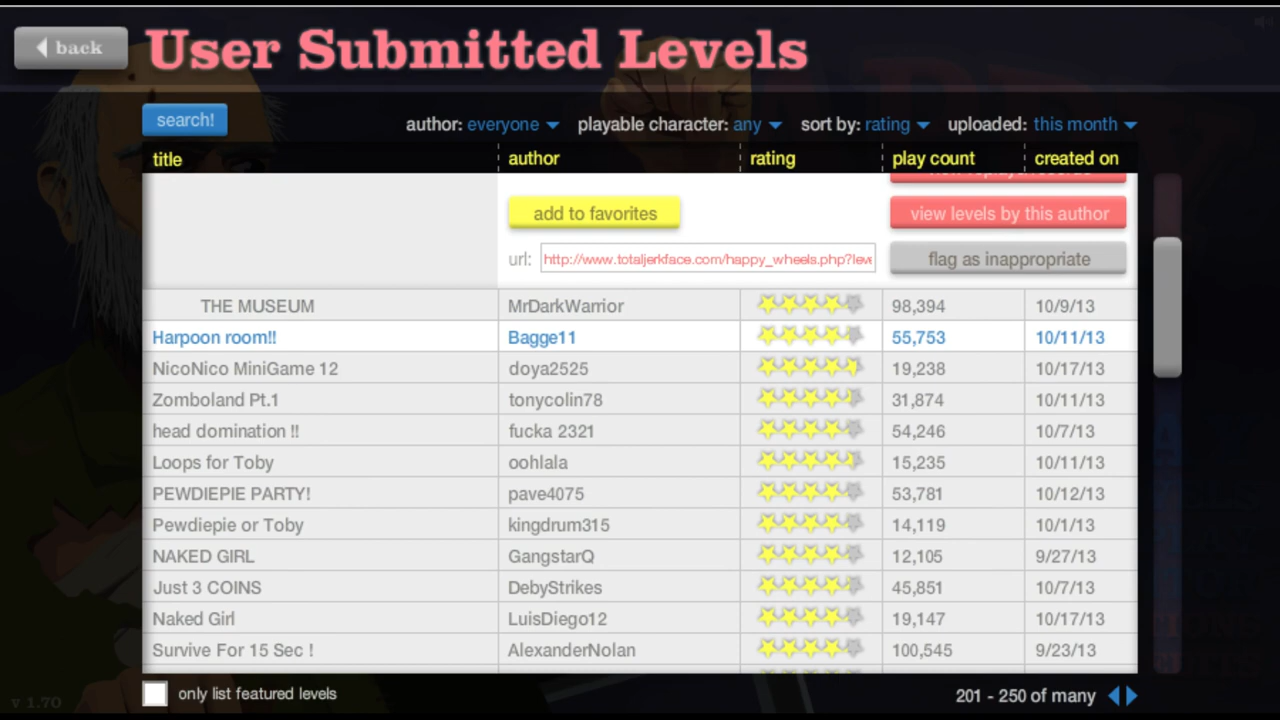 back
User Submitted Levels
search!
author: everyone playable character: any sort by: rating uploaded: this month
title author rating play count created on
add to favorites
view levels by this author
url: http://www.totaljerkface.com/happy_wheels.php?leve
flag as inappropriate
THE MUSEUM MrDarkWarrior 98,394 10/9/13
Harpoon room!! Bagge11 55,753 10/11/13
NicoNico MiniGame 12 doya2525 19,238 10/17/13
Zomboland Pt.1 tonycolin78 31,874 10/11/13
head domination !! fucka 2321 54,246 10/7/13
Loops for Toby oohlala 15,235 10/11/13
PEWDIEPIE PARTY! pave4075 53,781 10/12/13
Pewdiepie or Toby kingdrum315 14,119 10/1/13
NAKED GIRL GangstarQ 12,105 9/27/13
Just 3 COINS DebyStrikes 45,851 10/7/13
Naked Girl LuisDiego12 19,147 10/17/13
Survive For 15 Sec ! AlexanderNolan 100,545 9/23/13
only list featured levels
201 - 250 of many
v 1.70